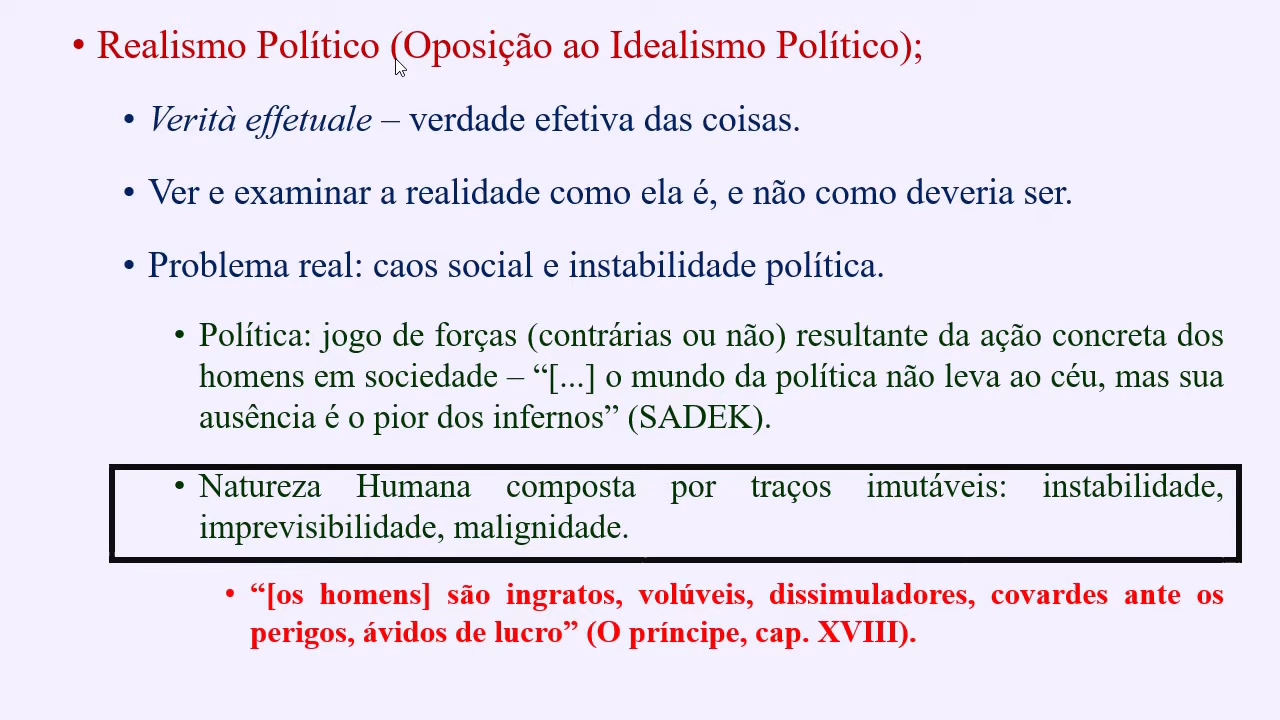 • Realismo Político (Oposição ao Idealismo Político);
• Verità effetuale – verdade efetiva das coisas.
• Ver e examinar a realidade como ela é, e não como deveria ser.
• Problema real: caos social e instabilidade política.
• Política: jogo de forças (contrárias ou não) resultante da ação concreta dos
homens em sociedade – “[...] o mundo da política não leva ao céu, mas sua
ausência é o pior dos infernos” (SADEK).
• Natureza Humana composta por traços imutáveis: instabilidade,
imprevisibilidade, malignidade.
• “[os homens] são ingratos, volúveis, dissimuladores, covardes ante os
perigos, ávidos de lucro” (O príncipe, cap. XVIII).